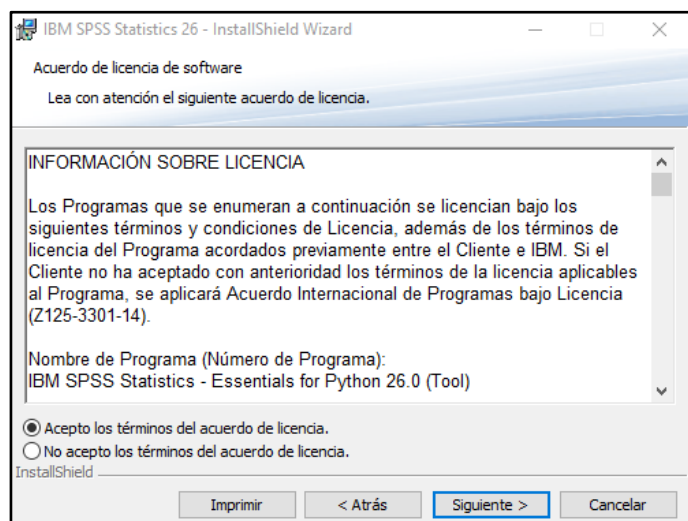 IBM SPSS Statistics 26 - InstallShield Wizard
Acuerdo de licencia de software
Lea con atención el siguiente acuerdo de licencia.
INFORMACIÓN SOBRE LICENCIA
Los Programas que se enumeran a continuación se licencian bajo los
siguientes términos y condiciones de Licencia, además de los términos de
licencia del Programa acordados previamente entre el Cliente e IBM. Si el
Cliente no ha aceptado con anterioridad los términos de la licencia aplicables
al Programa, se aplicará Acuerdo Internacional de Programas bajo Licencia
(Z125-3301-14).
Nombre de Programa (Número de Programa):
IBM SPSS Statistics - Essentials for Python 26.0 (Tool)
Acepto los términos del acuerdo de licencia.
No acepto los términos del acuerdo de licencia.
InstallShield
Imprimir < Atrás Siguiente > Cancelar